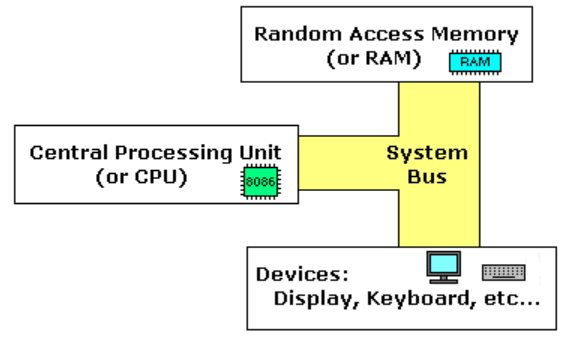 Random Access Memory
(or RAM)
RAM
Central Processing Unit
(or CPU)
8086
System
Bus
Devices:
Display, Keyboard, etc...